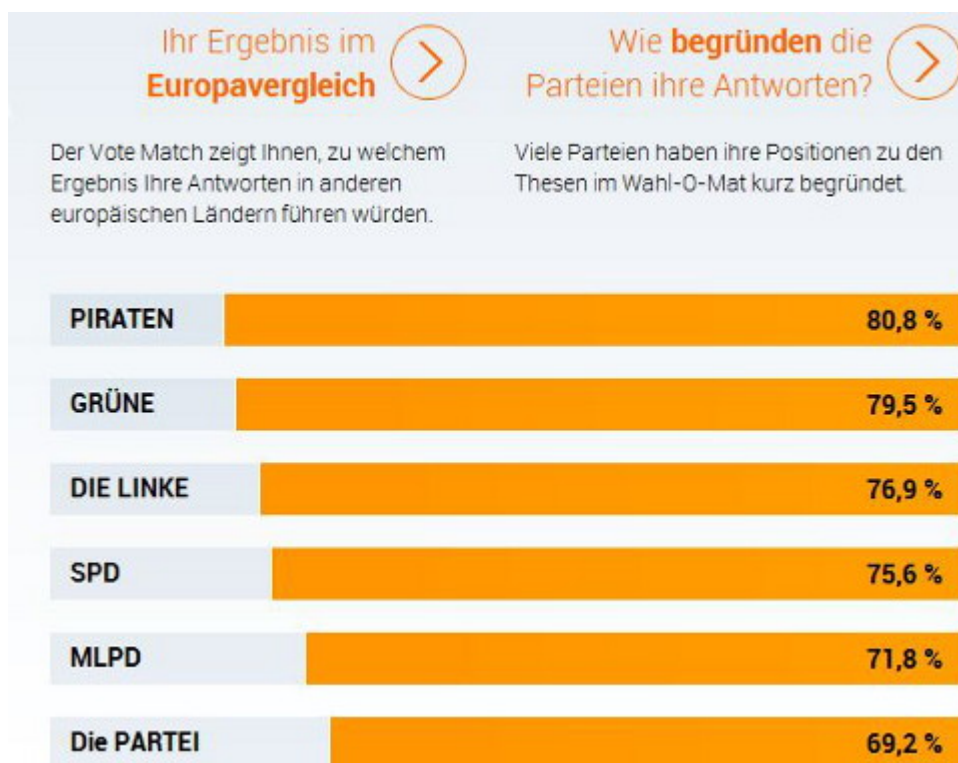 Ihr Ergebnis im
Europavergleich
Wie begründen die
Parteien ihre Antworten?
Der Vote Match zeigt Ihnen, zu welchem
Ergebnis Ihre Antworten in anderen
europäischen Ländern führen würden.
Viele Parteien haben ihre Positionen zu den
Thesen im Wahl-O-Mat kurz begründet.
PIRATEN 80,8 %
GRÜNE 79,5 %
DIE LINKE 76,9 %
SPD 75,6 %
MLPD 71,8 %
Die PARTEI 69,2 %